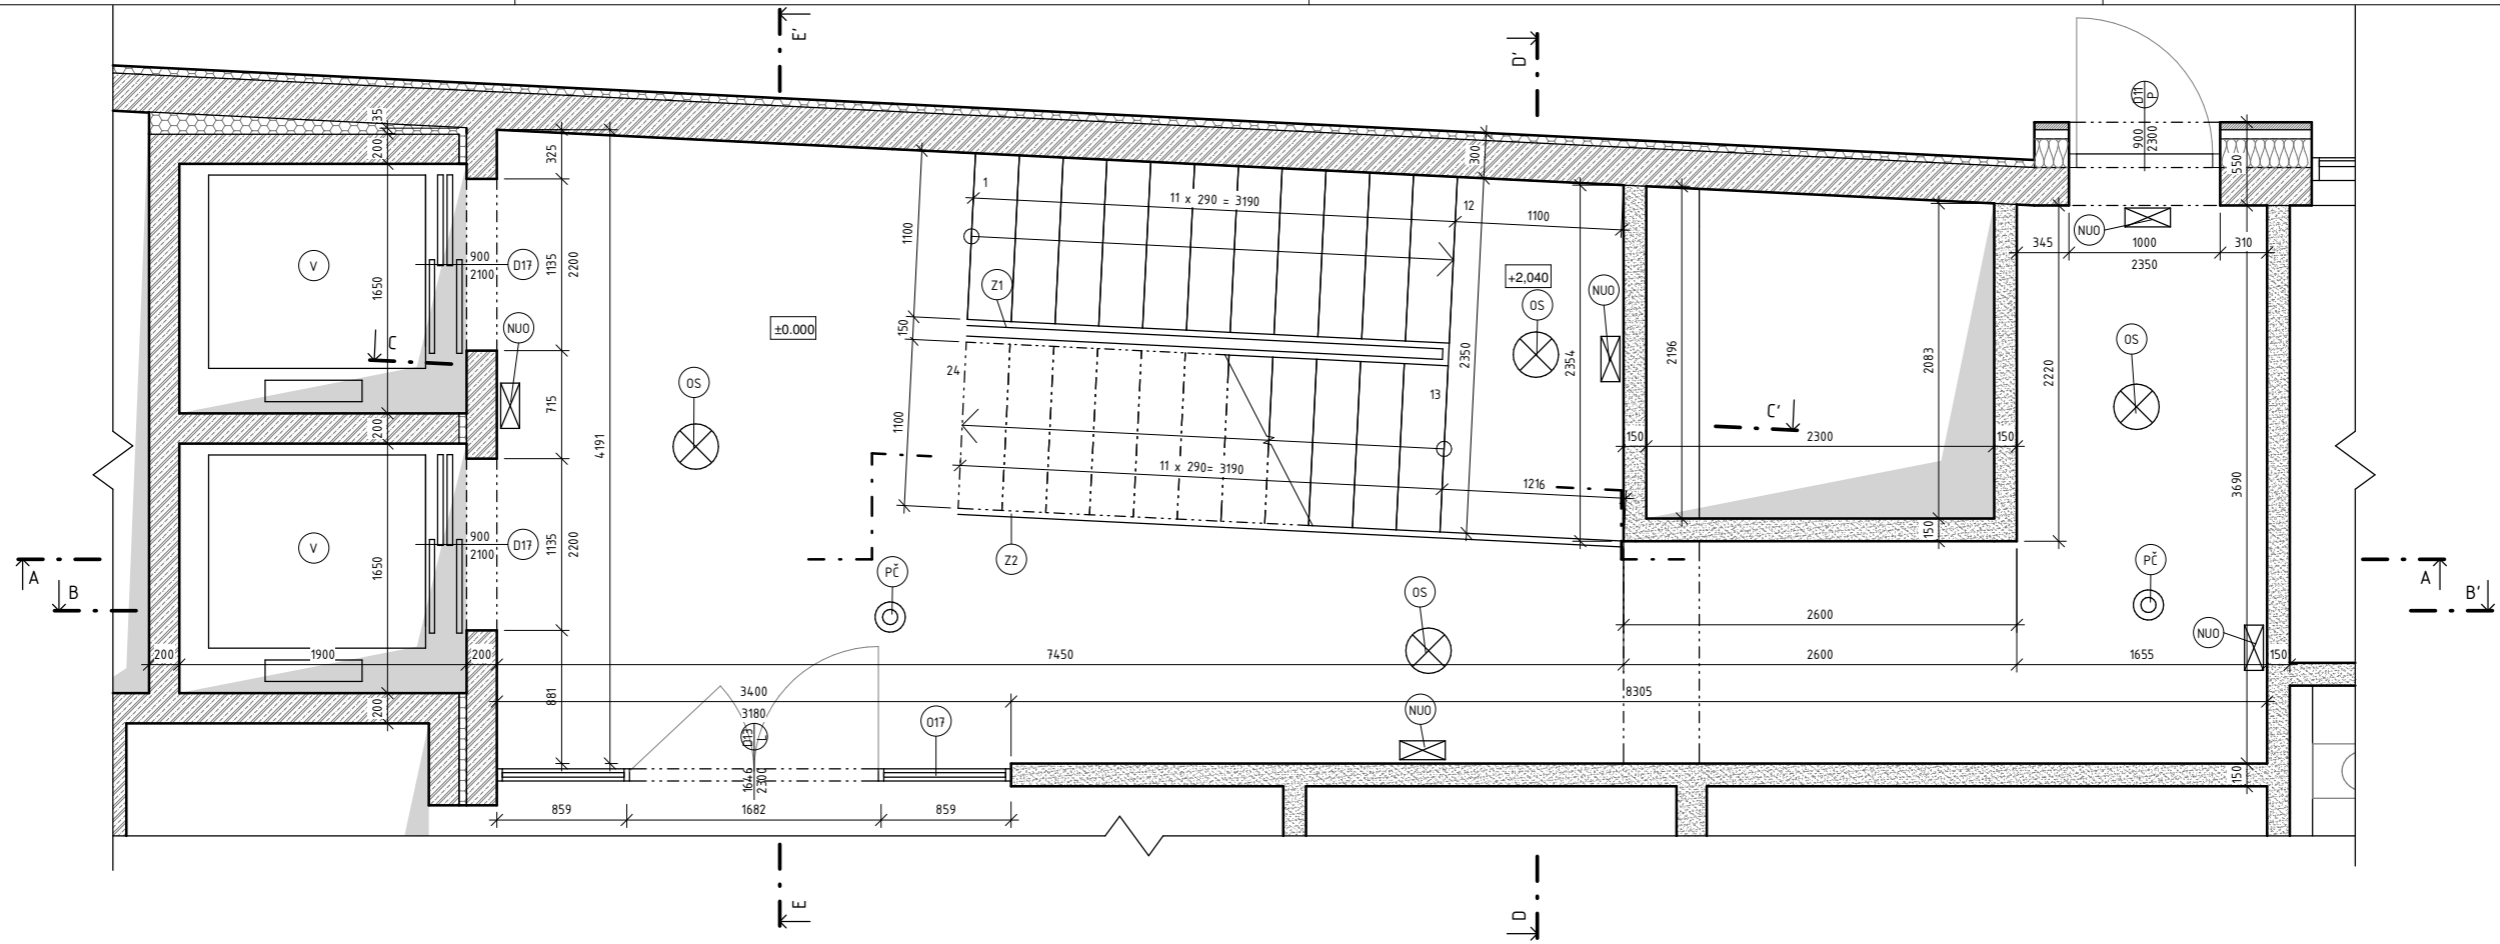 E'
D'
D11
P
900
2300
35
200
325
300
550
1
11 x 290 = 3190
12
1100
1100
NUO
345
1000
310
2350
V
900
2100
D17
1135
2200
1650
Z1
+2,040
OS
NUO
±0.000
NUO
C
150
2350
2354
2196
2083
2220
OS
OS
24
13
715
200
4191
1100
C'
150
2300
150
11 x 290= 3190
1216
3690
V
900
2100
D17
1135
2200
1650
150
A
B
Z2
PČ
PČ
A
B'
OS
2600
NUO
200
1900
200
7450
2600
1655
150
881
200
3400
8305
3180
D13
L
1646
2300
O17
NUO
150
859
1682
859
E
D